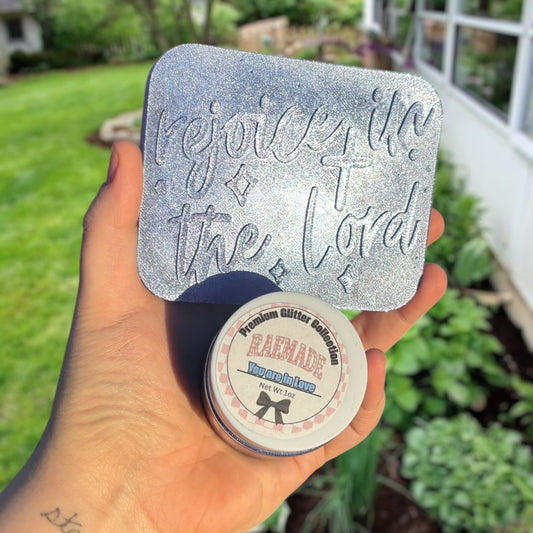 rejoice in
the Lord
Premium Glitter Collection
RAEMADE
You are in Love
Net Wt 1oz